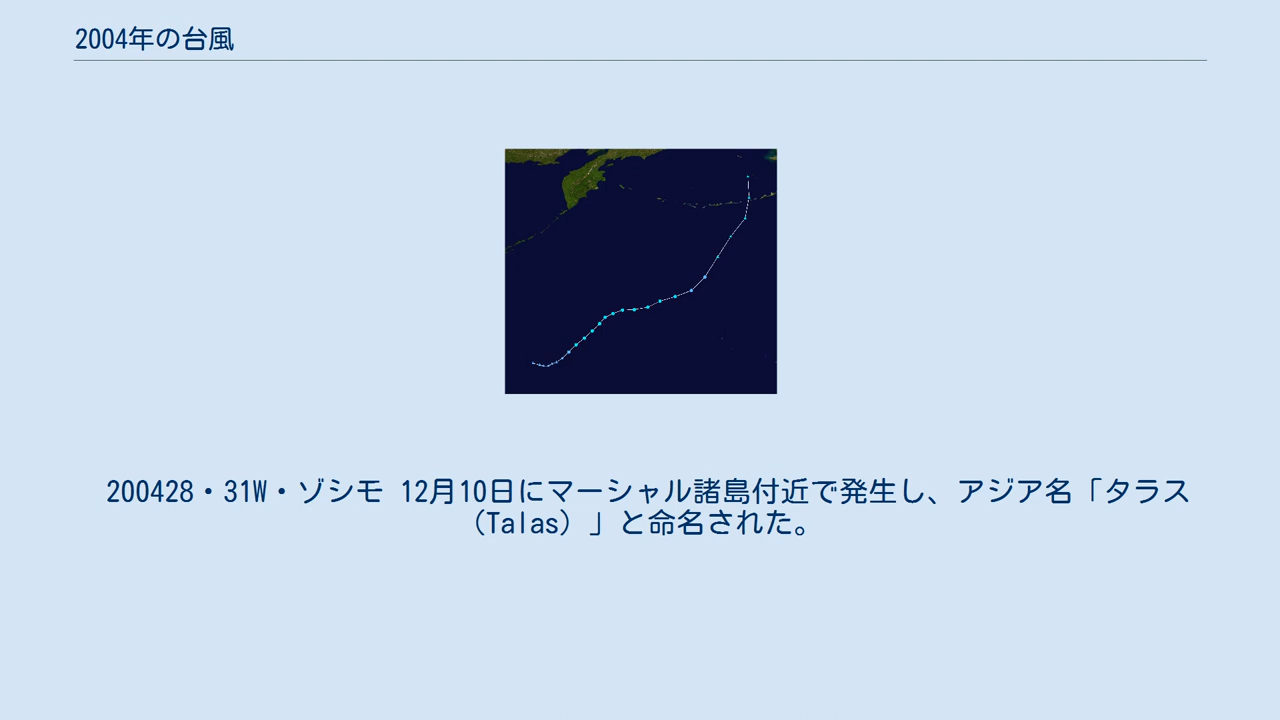 2004年の台風
200428・31W・ゾシモ 12月10日にマーシャル諸島付近で発生し、アジア名「タラス
（Talas）」と命名された。